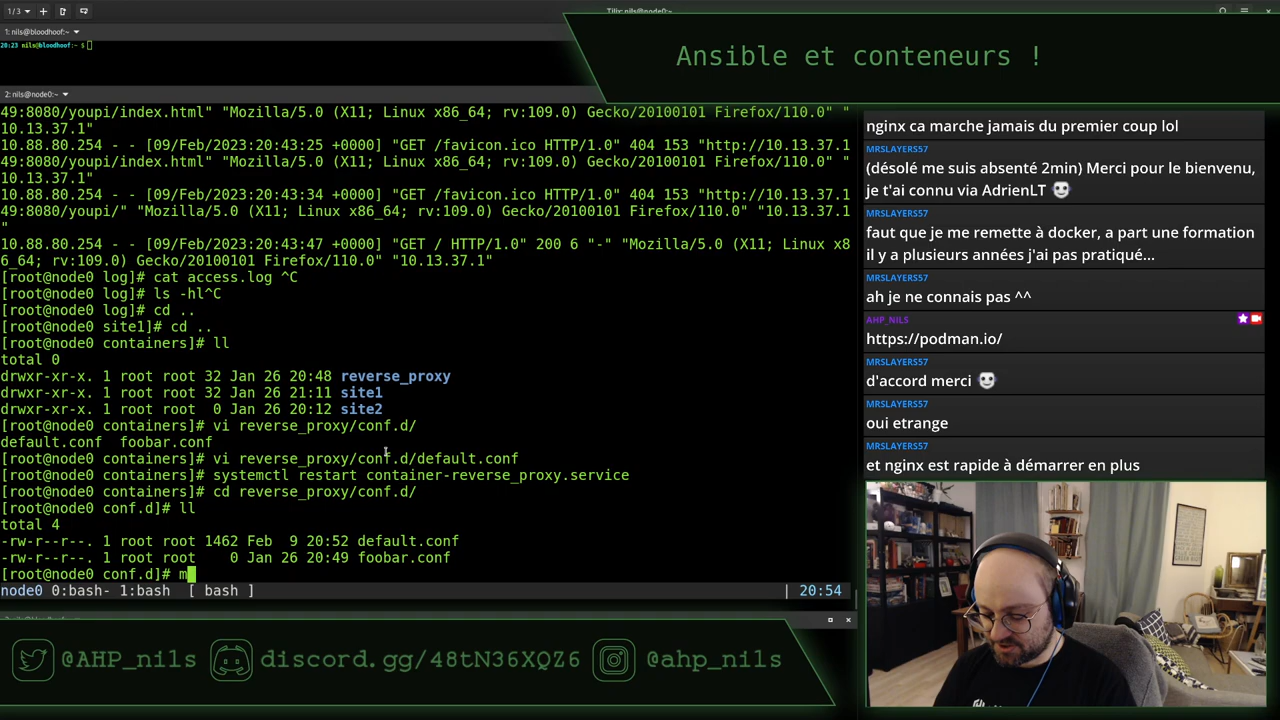 1/3
Tilix: nils@node0:~
1: nils@bloodhoof:~
20:23 nils@bloodhoof:~ $
Ansible et conteneurs !
2: nils@node0:~
49:8080/youpi/index.html" "Mozilla/5.0 (X11; Linux x86_64; rv:109.0) Gecko/20100101 Firefox/110.0" "
10.13.37.1"
10.88.80.254 - - [09/Feb/2023:20:43:25 +0000] "GET /favicon.ico HTTP/1.0" 404 153 "http://10.13.37.1
49:8080/youpi/index.html" "Mozilla/5.0 (X11; Linux x86_64; rv:109.0) Gecko/20100101 Firefox/110.0" "
10.13.37.1"
10.88.80.254 - - [09/Feb/2023:20:43:34 +0000] "GET /favicon.ico HTTP/1.0" 404 153 "http://10.13.37.1
49:8080/youpi/" "Mozilla/5.0 (X11; Linux x86_64; rv:109.0) Gecko/20100101 Firefox/110.0" "10.13.37.1
"
10.88.80.254 - - [09/Feb/2023:20:43:47 +0000] "GET / HTTP/1.0" 200 6 "-" "Mozilla/5.0 (X11; Linux x8
6_64; rv:109.0) Gecko/20100101 Firefox/110.0" "10.13.37.1"
[root@node0 log]# cat access.log ^C
[root@node0 log]# ls -hl^C
[root@node0 log]# cd ..
[root@node0 site1]# cd ..
[root@node0 containers]# ll
total 0
drwxr-xr-x. 1 root root 32 Jan 26 20:48 reverse_proxy
drwxr-xr-x. 1 root root 32 Jan 26 21:11 site1
drwxr-xr-x. 1 root root  0 Jan 26 20:12 site2
[root@node0 containers]# vi reverse_proxy/conf.d/
default.conf  foobar.conf
[root@node0 containers]# vi reverse_proxy/conf.d/default.conf
[root@node0 containers]# systemctl restart container-reverse_proxy.service
[root@node0 containers]# cd reverse_proxy/conf.d/
[root@node0 conf.d]# ll
total 4
-rw-r--r--. 1 root root 1462 Feb  9 20:52 default.conf
-rw-r--r--. 1 root root    0 Jan 26 20:49 foobar.conf
[root@node0 conf.d]# m
node0 0:bash- 1:bash  [ bash ] | 20:54
nginx ca marche jamais du premier coup lol
MRSLAYERS57
(désolé me suis absenté 2min) Merci pour le bienvenu,
je t'ai connu via AdrienLT
MRSLAYERS57
faut que je me remette à docker, a part une formation
il y a plusieurs années j'ai pas pratiqué...
MRSLAYERS57
ah je ne connais pas ^^
AHP_NILS
https://podman.io/
MRSLAYERS57
d'accord merci
MRSLAYERS57
oui etrange
MRSLAYERS57
et nginx est rapide à démarrer en plus
@AHP_nils
discord.gg/48tN36XQZ6
@ahp_nils